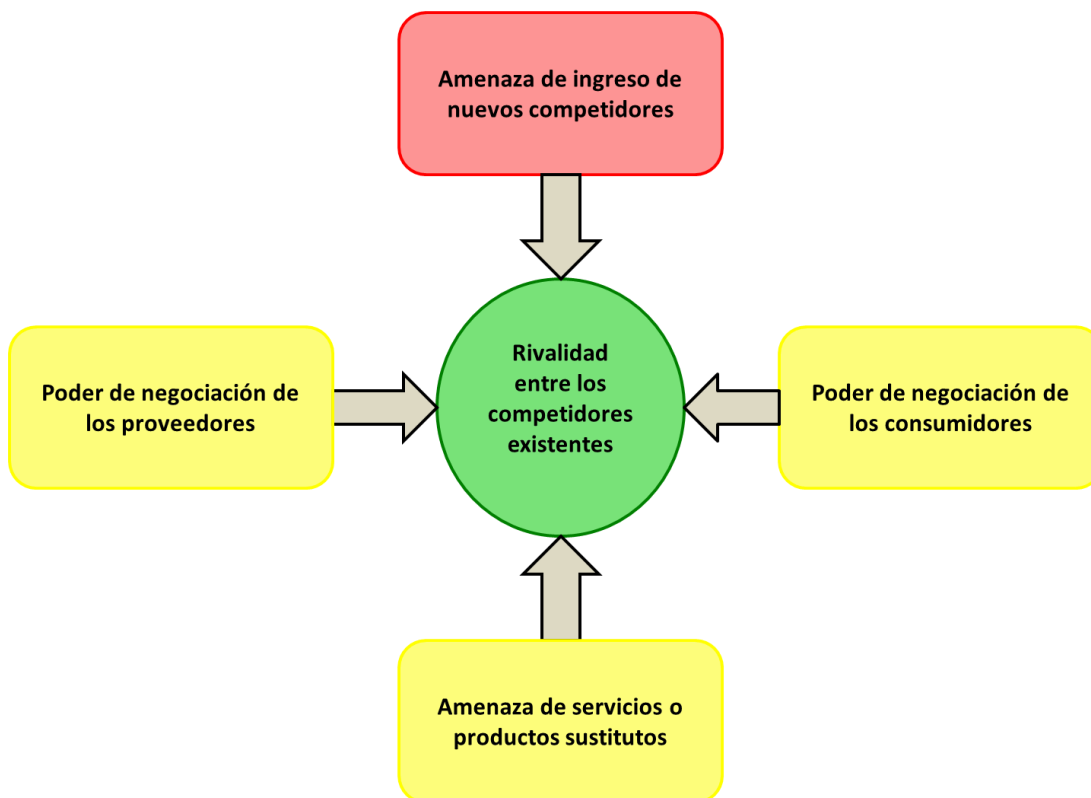 Amenaza de ingreso de
nuevos competidores
Poder de negociación de
los proveedores
Rivalidad
entre los
competidores
existentes
Poder de negociación de
los consumidores
Amenaza de servicios o
productos sustitutos